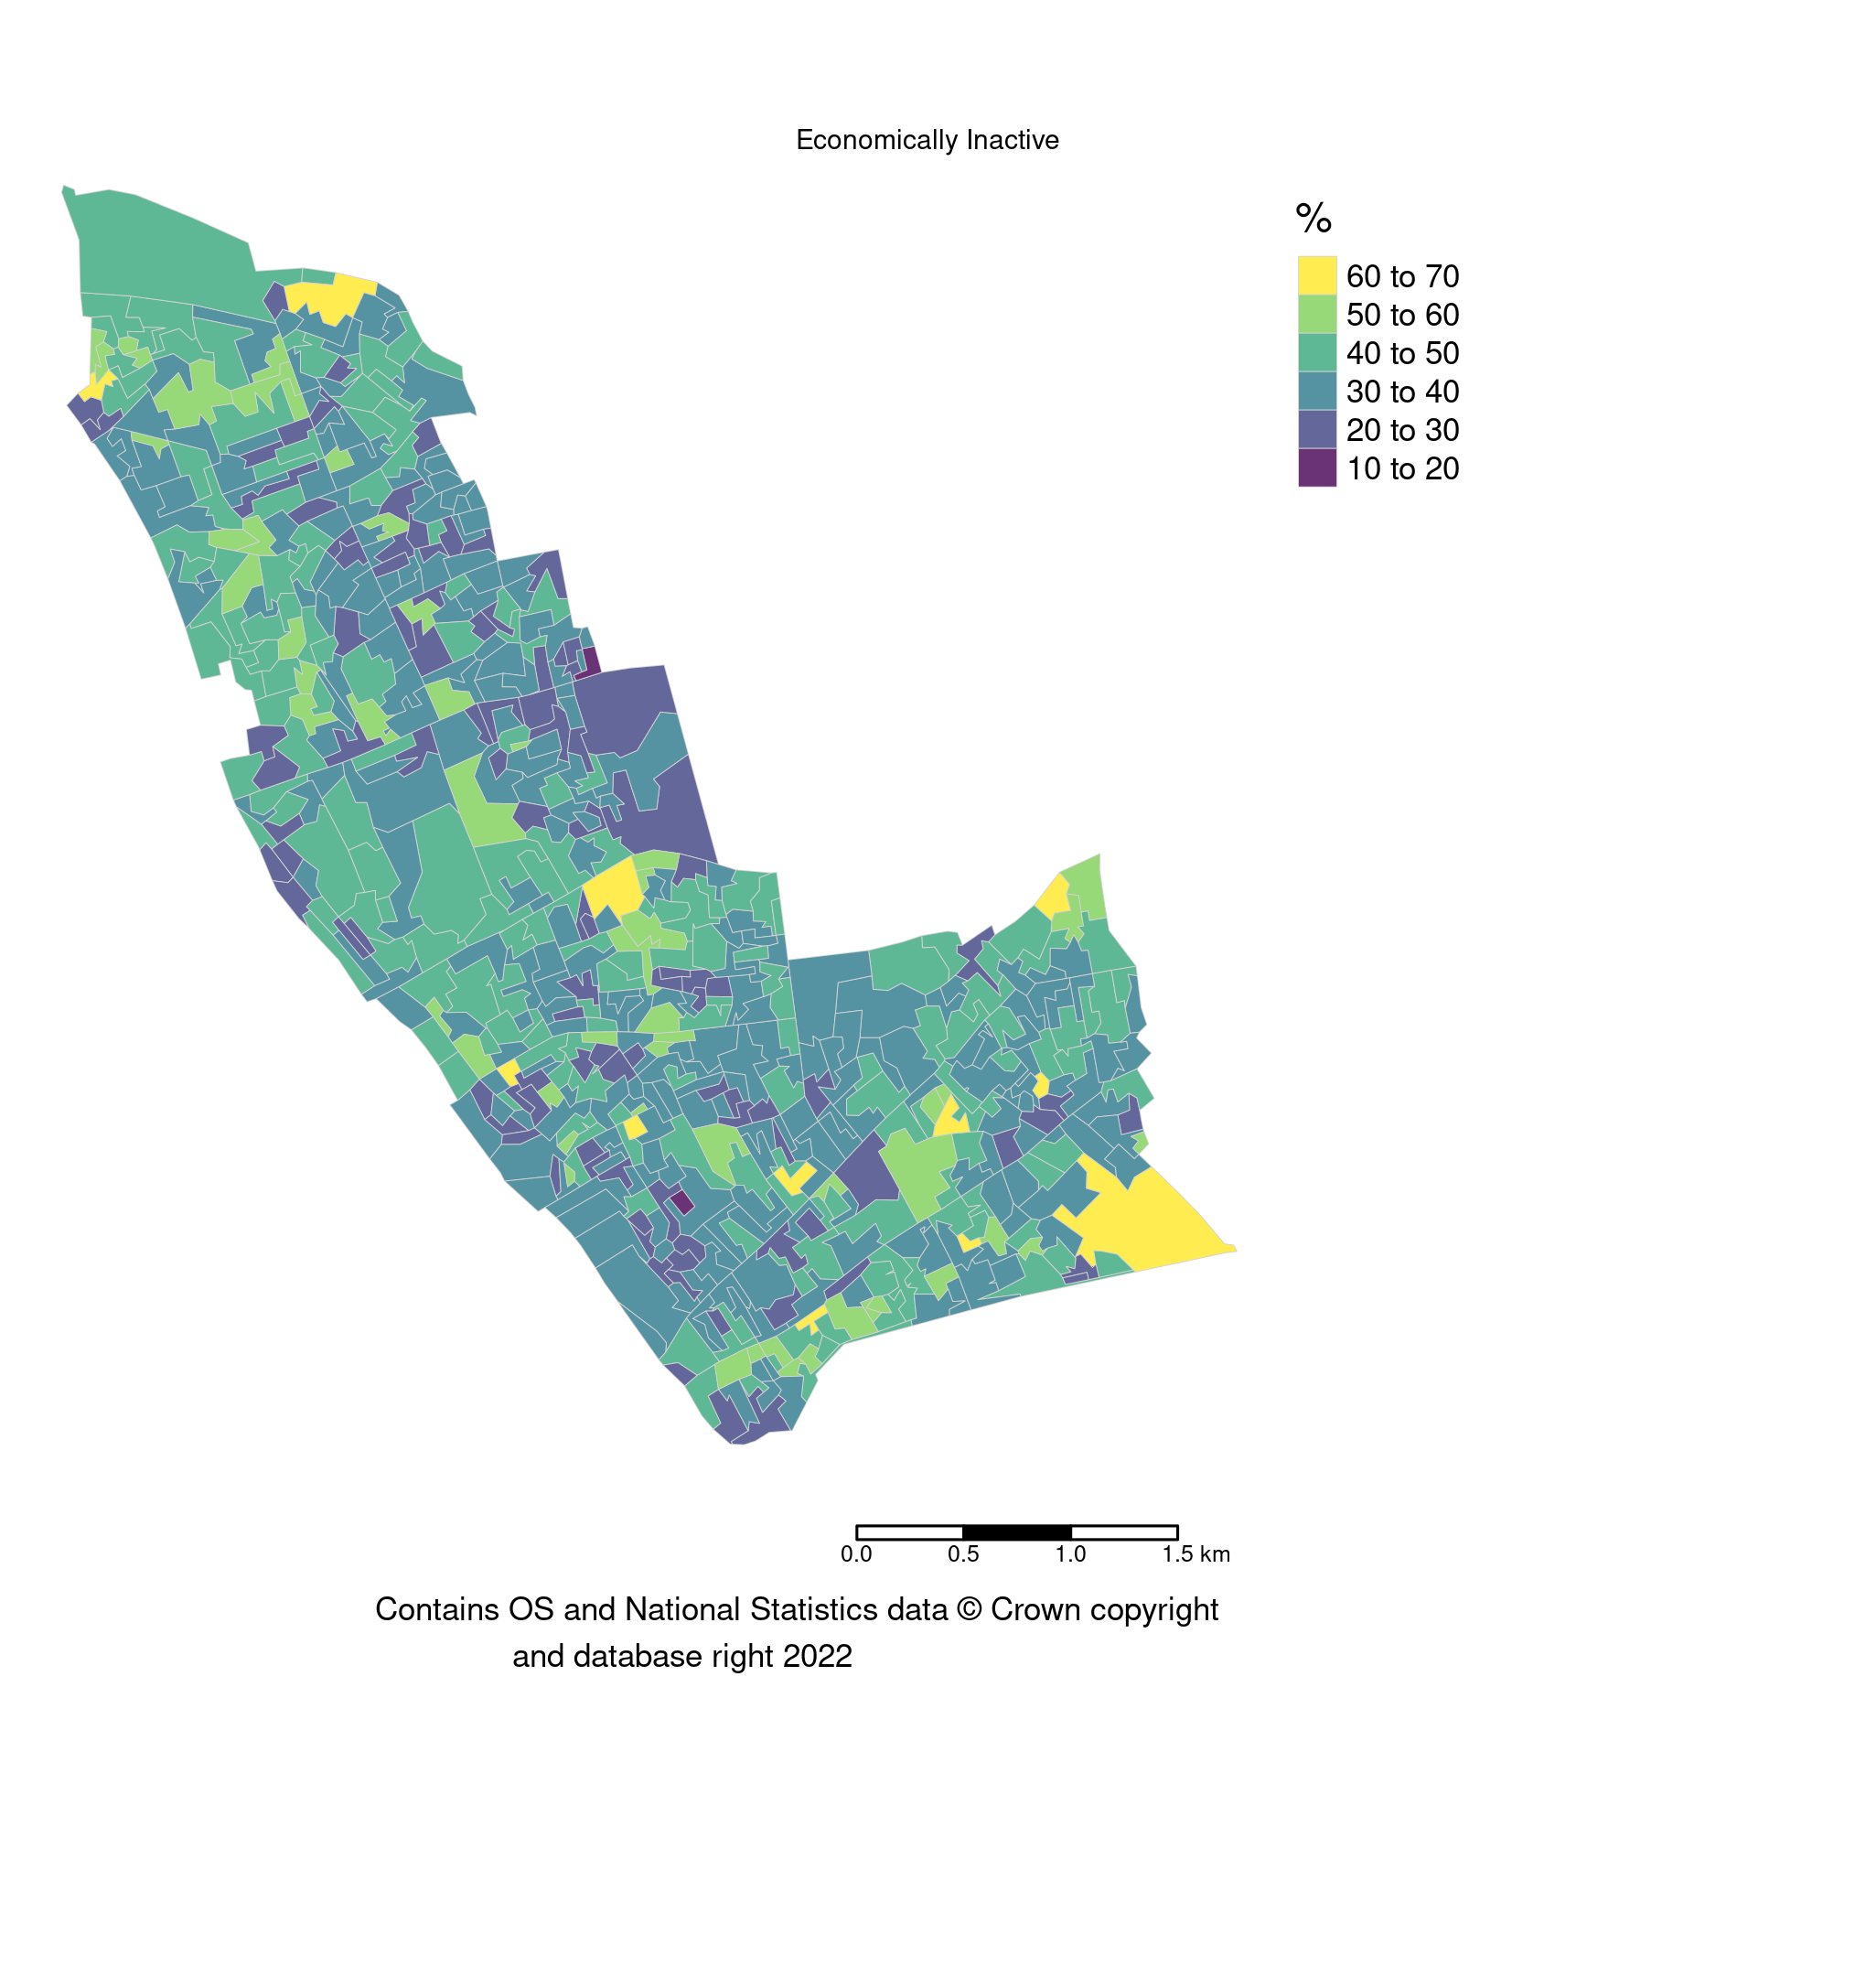 Economically Inactive
%
60 to 70
50 to 60
40 to 50
30 to 40
20 to 30
10 to 20
0.0 0.5 1.0 1.5 km
Contains OS and National Statistics data © Crown copyright
and database right 2022